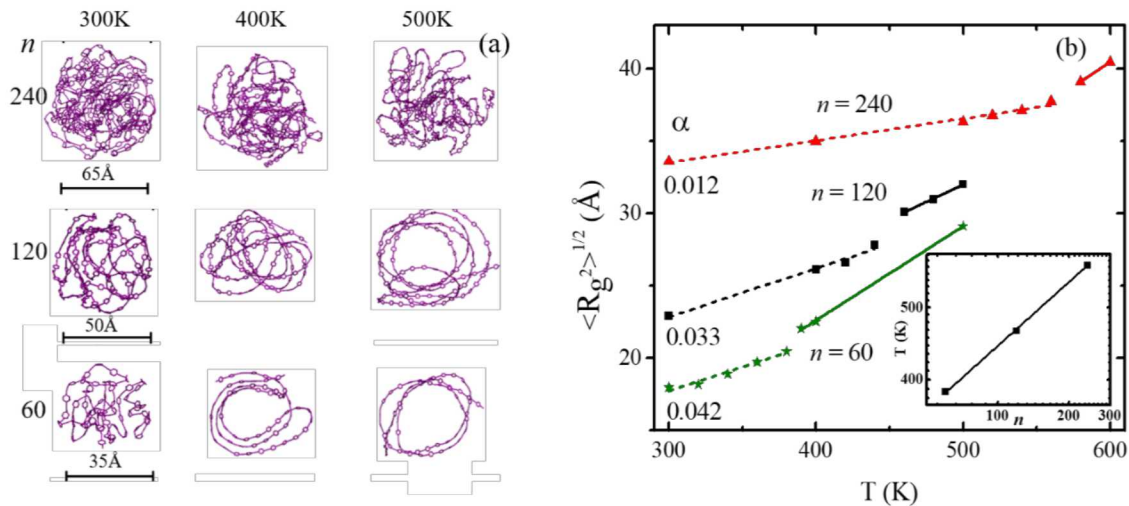 300K 400K 500K
(a)
n
240
65Å
120
50Å
60
35Å
(b)
<Rg²>¹/² (Å)
40
30
20
α
n = 240
0.012
n = 120
0.033
n = 60
0.042
300 400 500 600
T (K)
T (K)
500
400
100 200 300
n